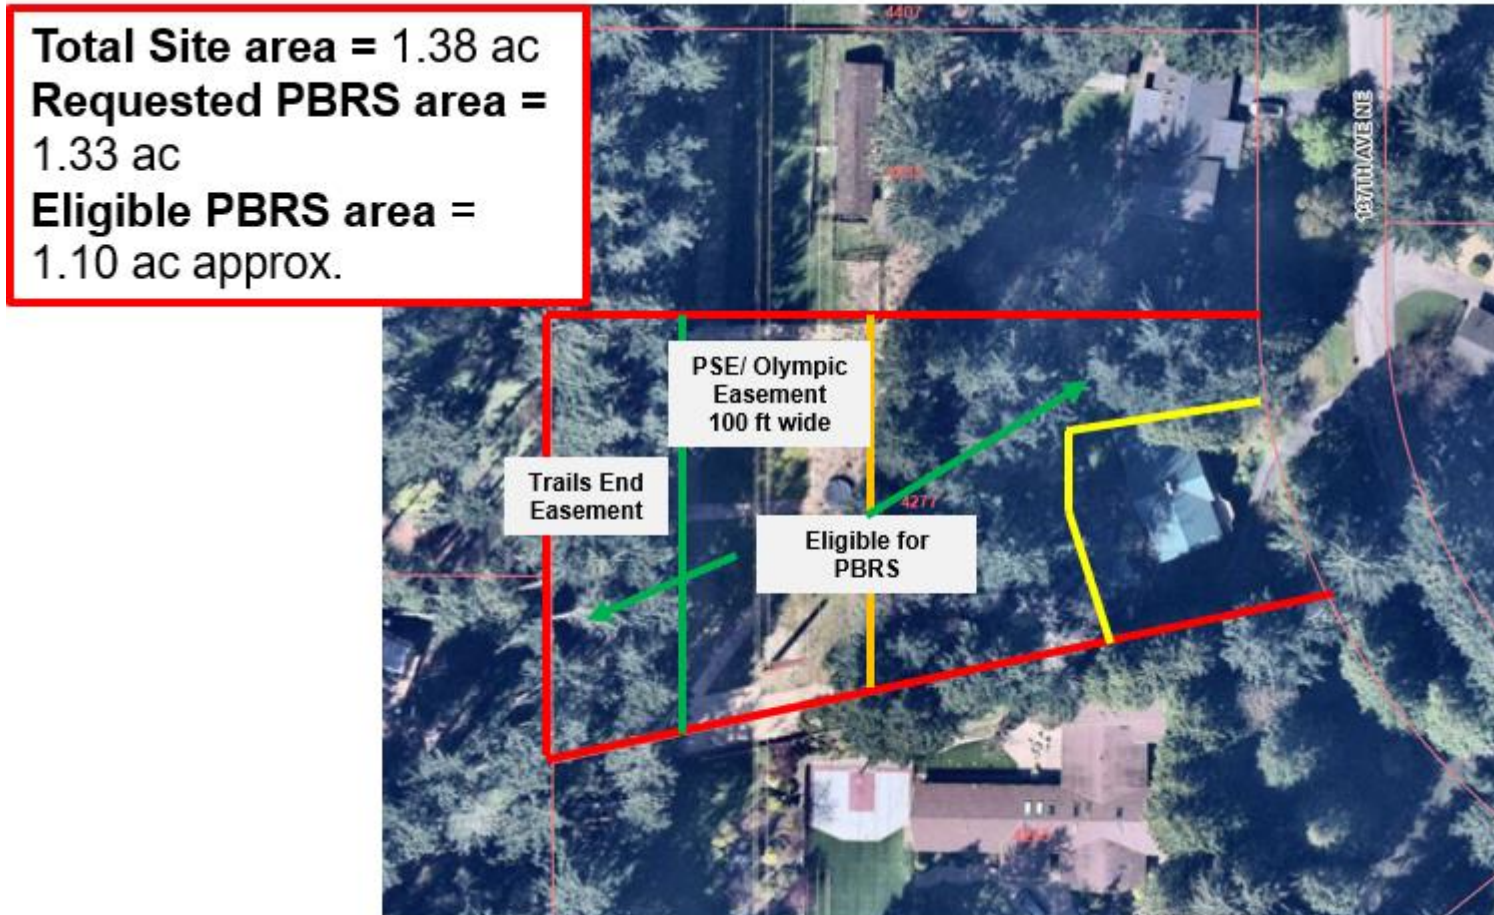 Total Site area = 1.38 ac
Requested PBRS area =
1.33 ac
Eligible PBRS area =
1.10 ac approx.
4407
137TH AVE NE
PSE/ Olympic
Easement
100 ft wide
Trails End
Easement
4277
Eligible for
PBRS